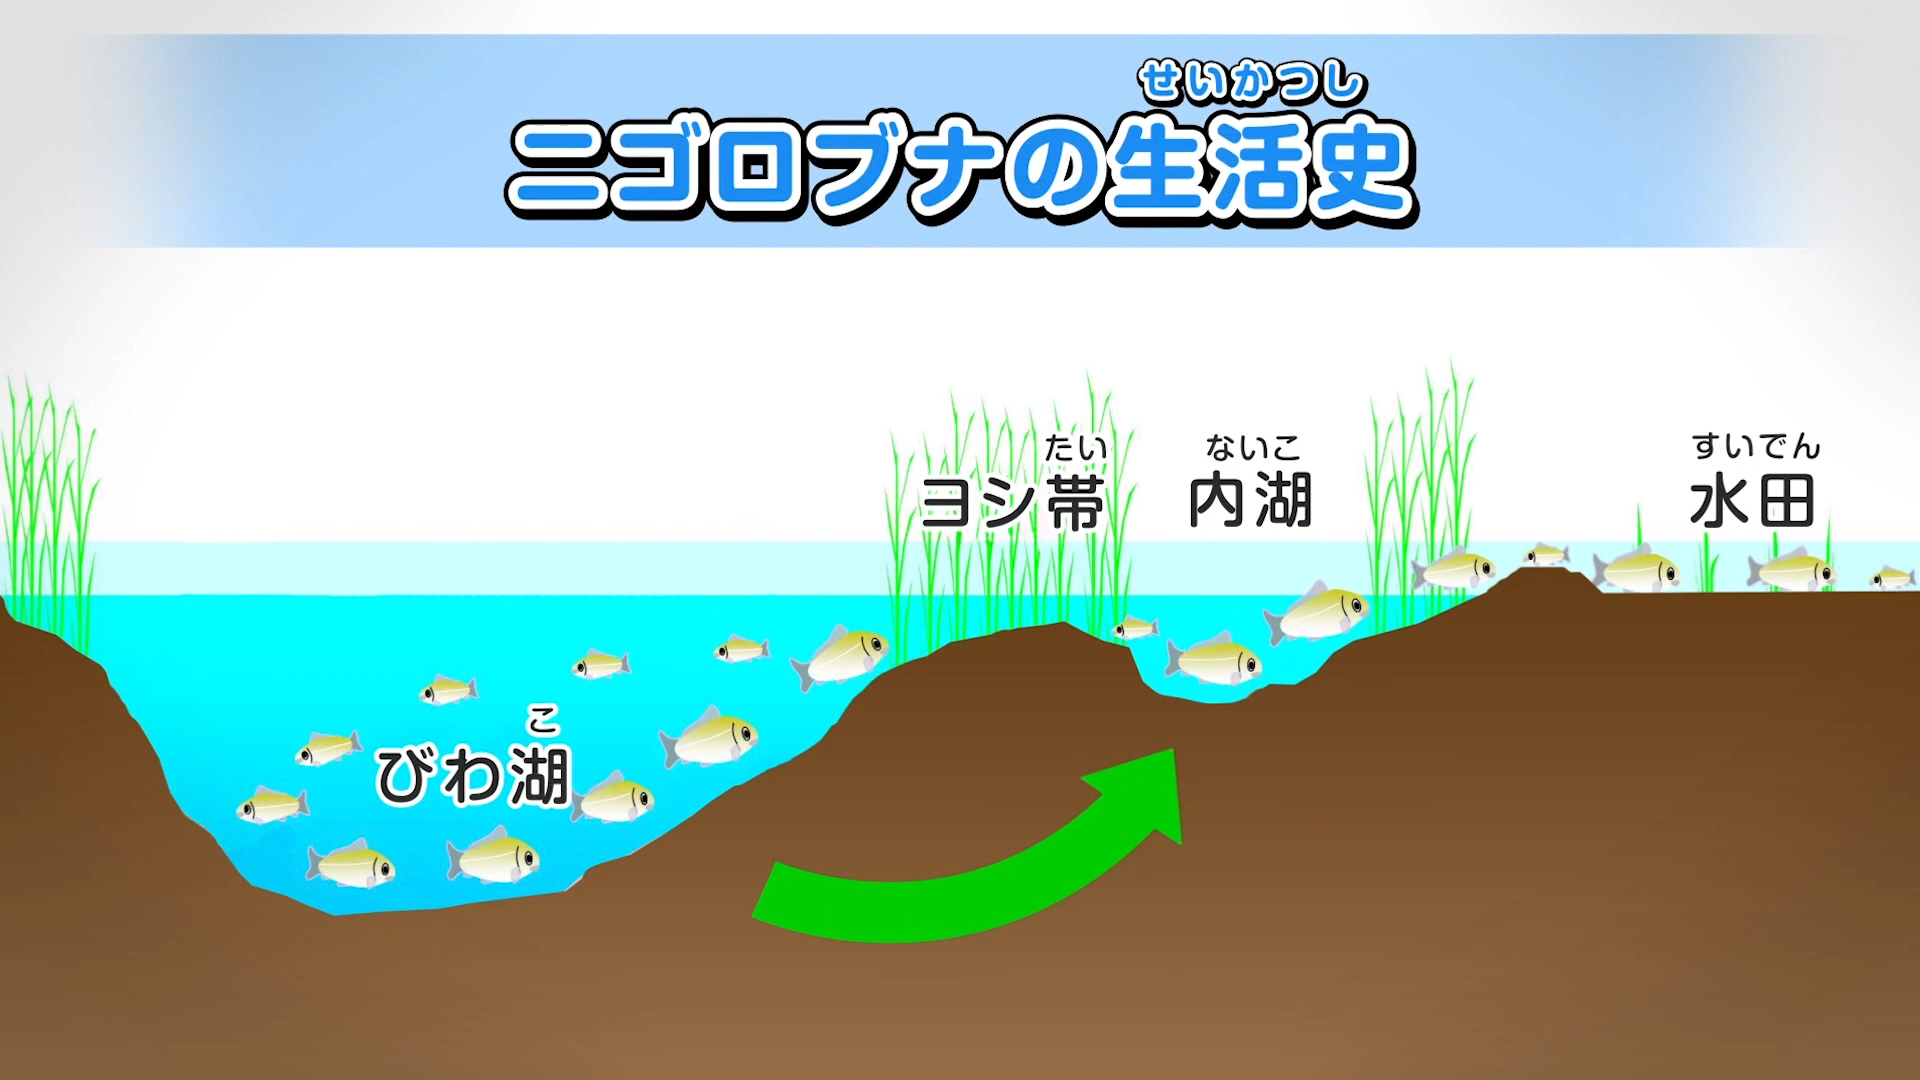 せいかつし
ニゴロブナの生活史
たい
ヨシ帯
ないこ
内湖
すいでん
水田
こ
びわ湖